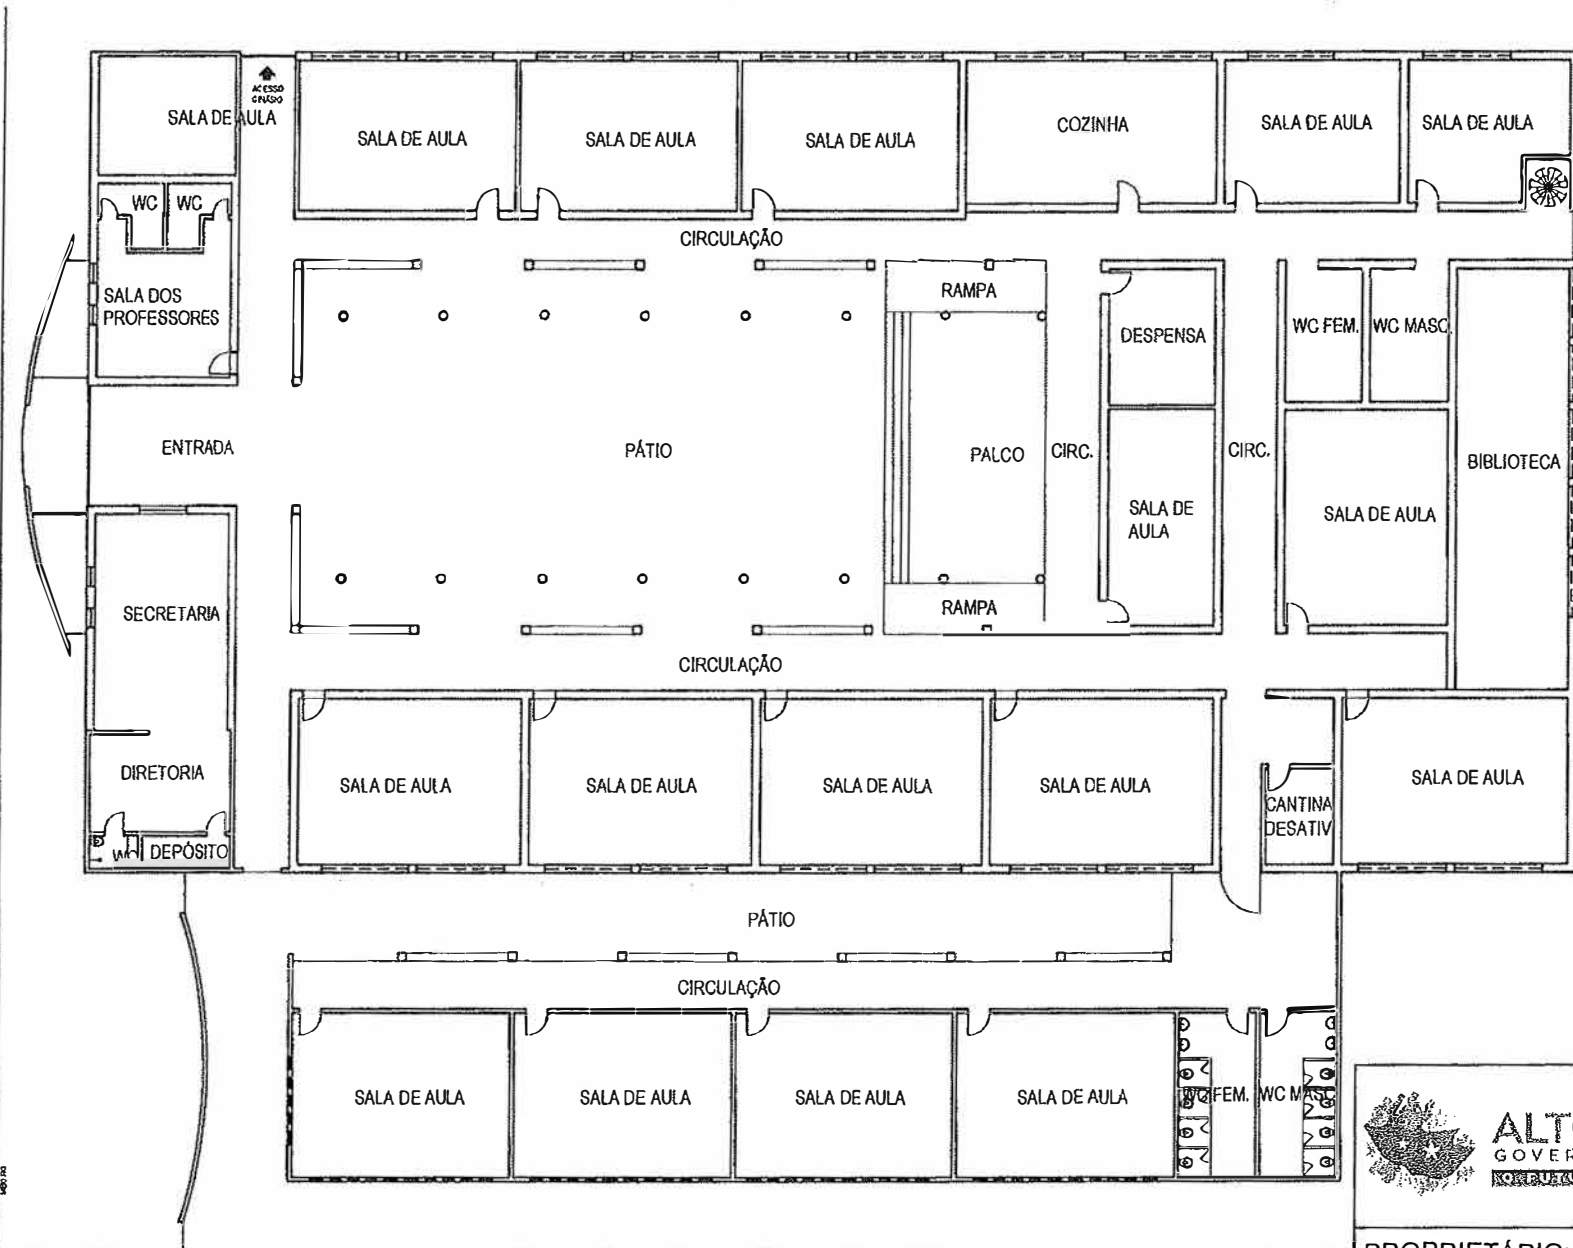 ACESSO
GINÁSIO
SALA DE AULA
SALA DE AULA
SALA DE AULA
SALA DE AULA
COZINHA
SALA DE AULA
SALA DE AULA
WC
WC
CIRCULAÇÃO
SALA DOS
PROFESSORES
RAMPA
DESPENSA
WC FEM.
WC MASC.
ENTRADA
PÁTIO
PALCO
CIRC.
CIRC.
BIBLIOTECA
SALA DE
AULA
SALA DE AULA
SECRETARIA
RAMPA
CIRCULAÇÃO
DIRETORIA
SALA DE AULA
SALA DE AULA
SALA DE AULA
SALA DE AULA
CANTINA
DESATIV
SALA DE AULA
WC
DEPÓSITO
PÁTIO
CIRCULAÇÃO
SALA DE AULA
SALA DE AULA
SALA DE AULA
SALA DE AULA
WC FEM.
WC MASC
ALT
GOVER
PROPRIETÁRIO